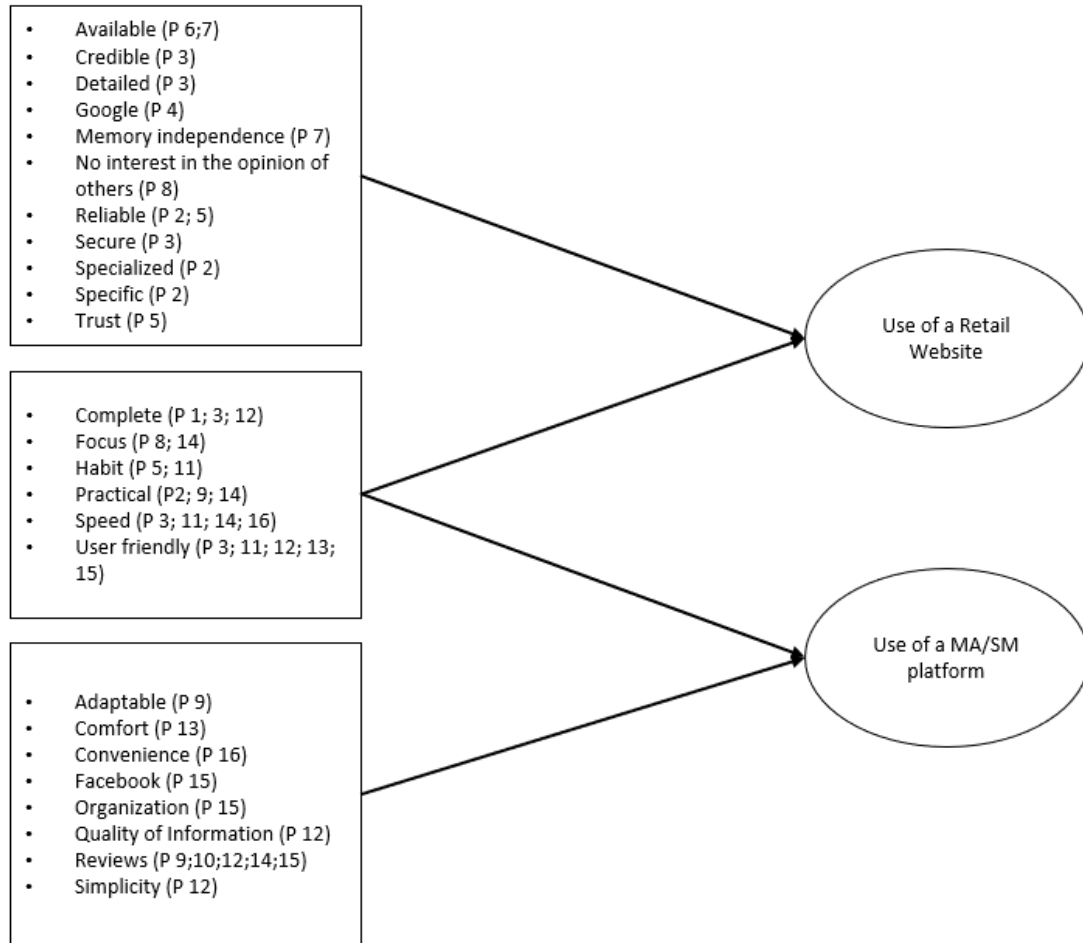 • Available (P 6;7)
• Credible (P 3)
• Detailed (P 3)
• Google (P 4)
• Memory independence (P 7)
• No interest in the opinion of
others (P 8)
• Reliable (P 2; 5)
• Secure (P 3)
• Specialized (P 2)
• Specific (P 2)
• Trust (P 5)
Use of a Retail
Website
• Complete (P 1; 3; 12)
• Focus (P 8; 14)
• Habit (P 5; 11)
• Practical (P2; 9; 14)
• Speed (P 3; 11; 14; 16)
• User friendly (P 3; 11; 12; 13;
15)
Use of a MA/SM
platform
• Adaptable (P 9)
• Comfort (P 13)
• Convenience (P 16)
• Facebook (P 15)
• Organization (P 15)
• Quality of Information (P 12)
• Reviews (P 9;10;12;14;15)
• Simplicity (P 12)